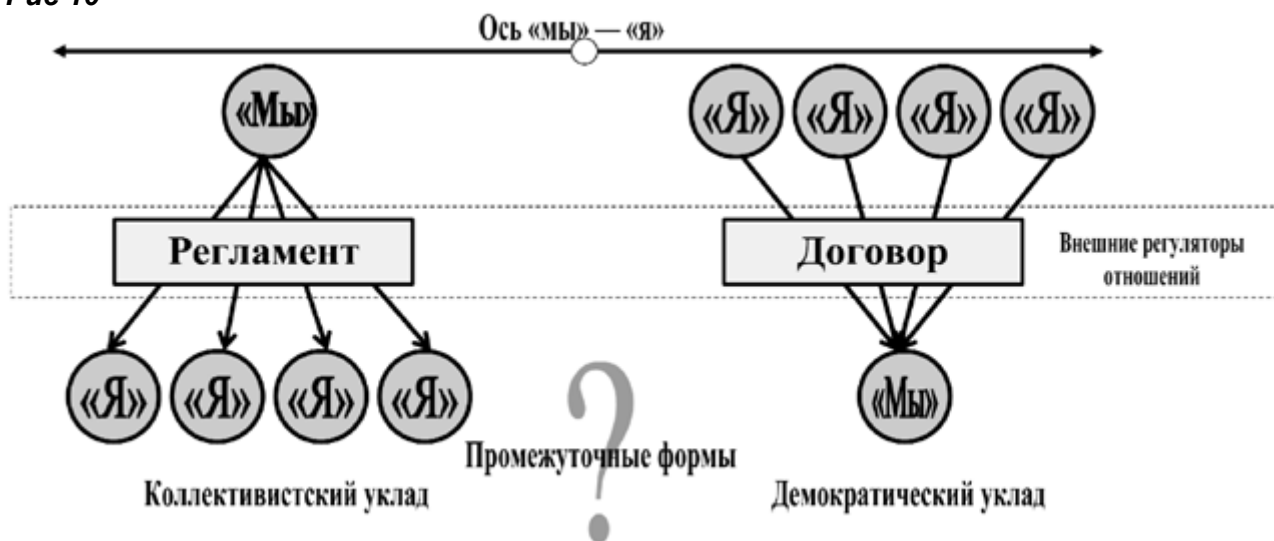 Ось «мы» — «я»
«Мы»
«Я» «Я» «Я» «Я»
Регламент
Договор
Внешние регуляторы
отношений
«Я» «Я» «Я» «Я»
«Мы»
?
Промежуточные формы
Коллективистский уклад
Демократический уклад